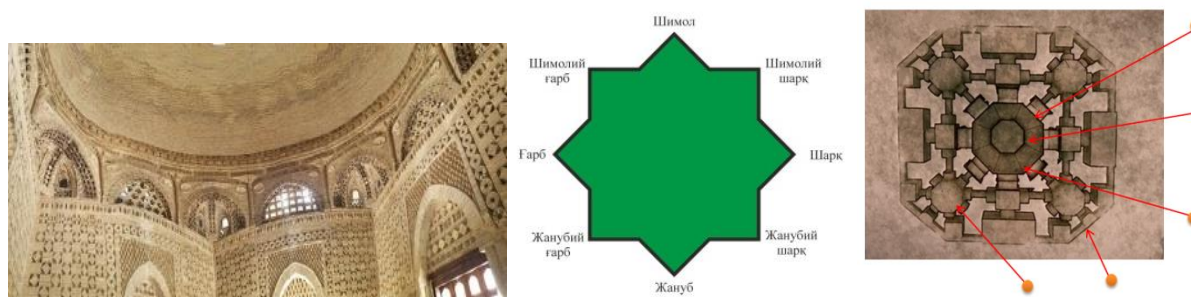 Шимол
Шимолий
ғарб
Шимолий
шарқ
Ғарб
Шарқ
Жанубий
ғарб
Жанубий
шарқ
Жануб